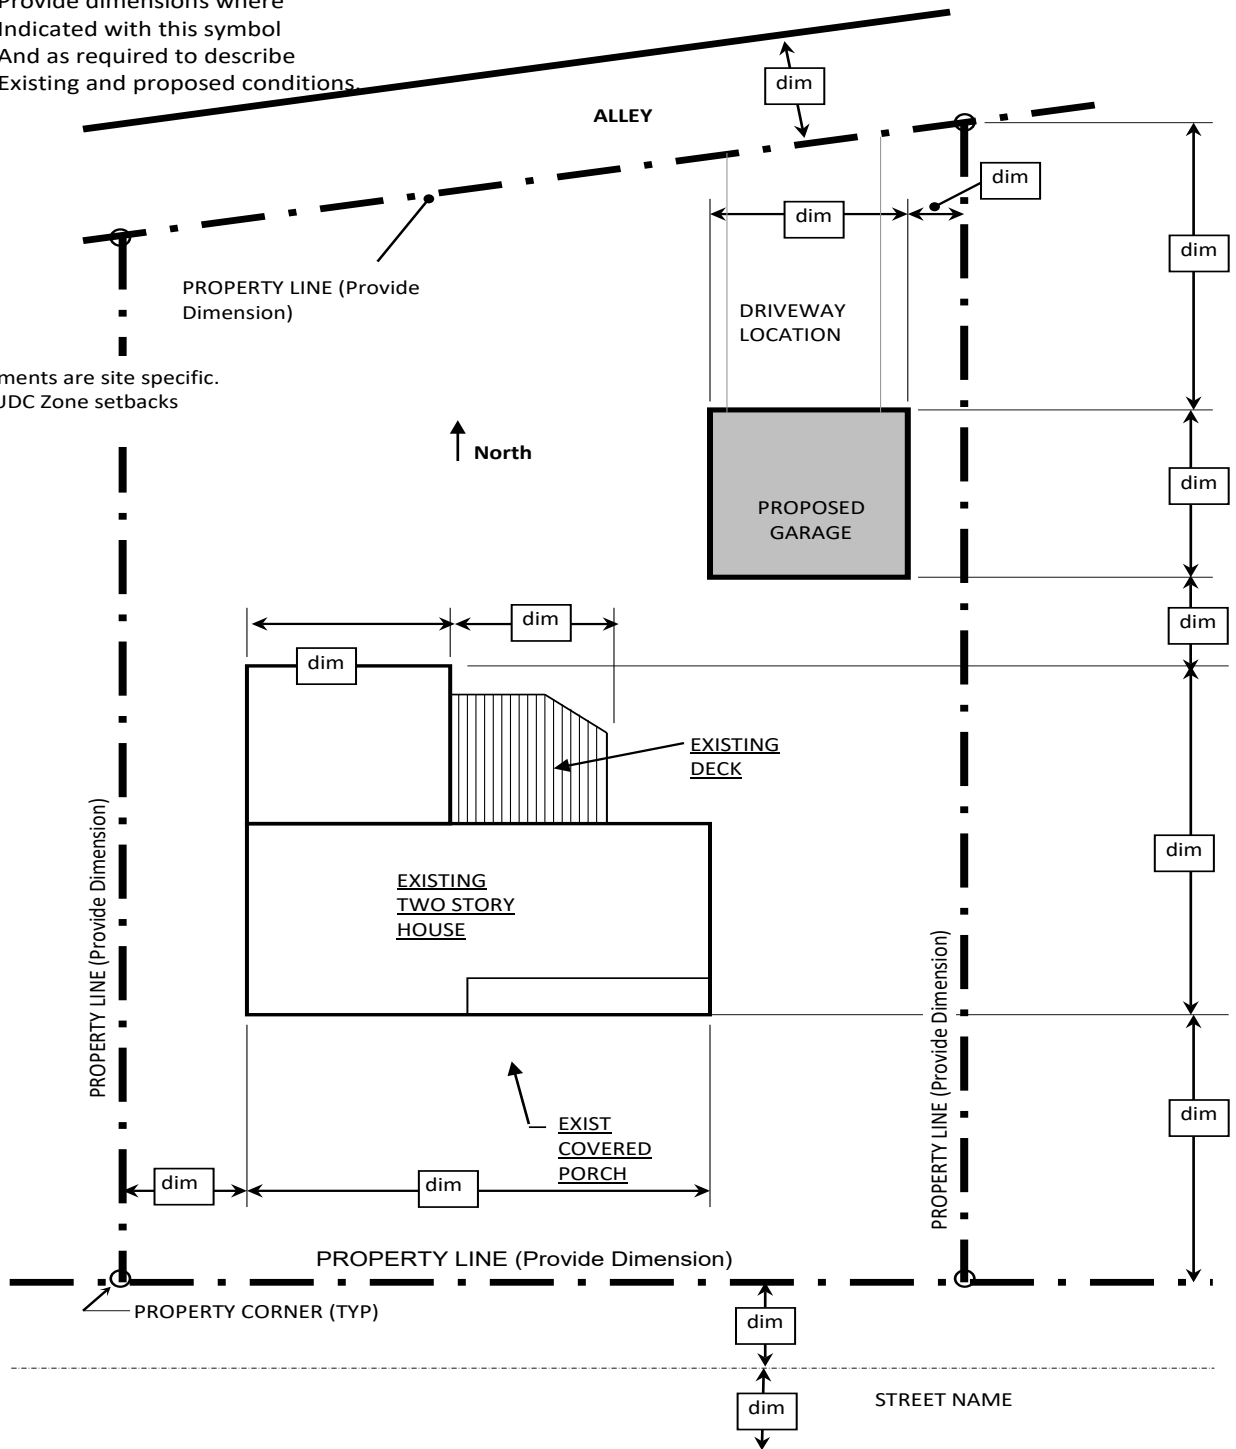 Provide dimensions where
Indicated with this symbol
And as required to describe
Existing and proposed conditions.
dim
ALLEY
dim
dim
PROPERTY LINE (Provide
Dimension)
dim
DRIVEWAY
LOCATION
are site specific.
Zone setbacks
North
dim
PROPOSED
GARAGE
dim
dim
dim
EXISTING
DECK
PROPERTY LINE (Provide Dimension)
dim
EXISTING
TWO STORY
HOUSE
PROPERTY LINE (Provide Dimension)
dim
EXIST
COVERED
PORCH
dim
dim
PROPERTY LINE (Provide Dimension)
PROPERTY CORNER (TYP)
dim
STREET NAME
dim